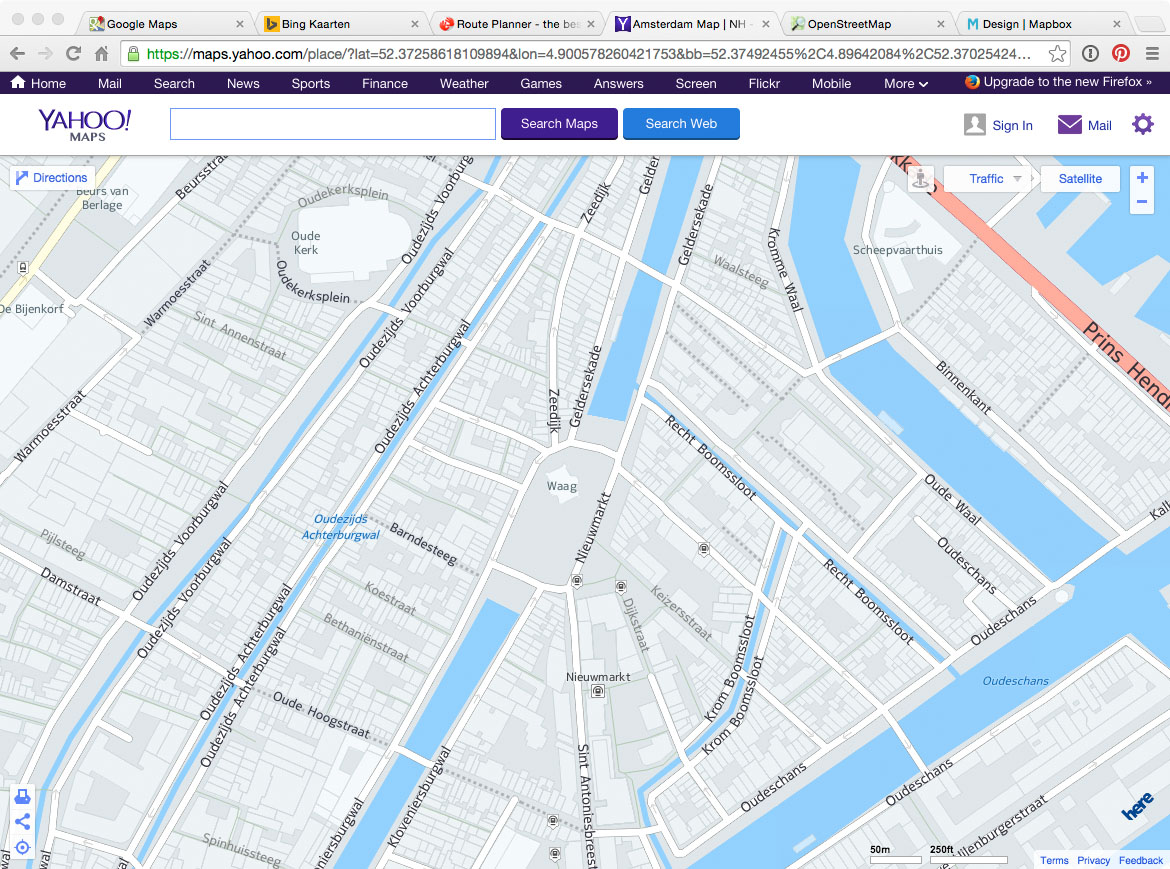 Google Maps
Bing Kaarten
Route Planner - the bes
Amsterdam Map | NH -
OpenStreetMap
Design | Mapbox
https://maps.yahoo.com/place/?lat=52.37258618109894&lon=4.900578260421753&bb=52.37492455%2C4.89642084%2C52.37025424...
Home Mail Search News Sports Finance Weather Games Answers Screen Flickr Mobile More
Upgrade to the new Firefox »
YAHOO!
MAPS
Search Maps
Search Web
Sign In
Mail
Directions
Traffic
Satellite
Beurs van
Berlage
Beursstra
Oudekerksplein
Oudezijds Voorburg
Zeedijk
Gelder
Geldersekade
Oude
Kerk
Oudezijds Voorburgwal
Waalsteeg
Kromme Waal
Scheepvaarthuis
Oudekerksplein
Warmoesstraat
De Bijenkorf
Sint Annenstraat
Oudezijds Achterburgwal
Prins Hend
Geldersekade
Zeedijk
Binnenkant
Warmoesstraat
Recht Boomssloot
Waag
Oude Waal
Kalk
Oudezijds Voorburgwal
Oudezijds
Achterburgwal
Nieuwmarkt
Barndesteeg
Pijlsteeg
Oudeschans
Damstraat
Oudezijds Voorburgwal
Koestraat
Keizersstraat
Dijkstraat
Recht Boomssloot
Oudeschans
Bethaniënstraat
Oudezijds Achterburgwal
Oudezijds Achterburgwal
Krom Boomssloot
Krom Boomssloot
Nieuwmarkt
Oudeschans
Oude Hoogstraat
Sint Antoniesbreest
Oudeschans
Oudeschans
Kloveniersburgwal
iersburgwal
Spinhuissteeg
llenburgerstraat
here
50m
250ft
Terms Privacy Feedback